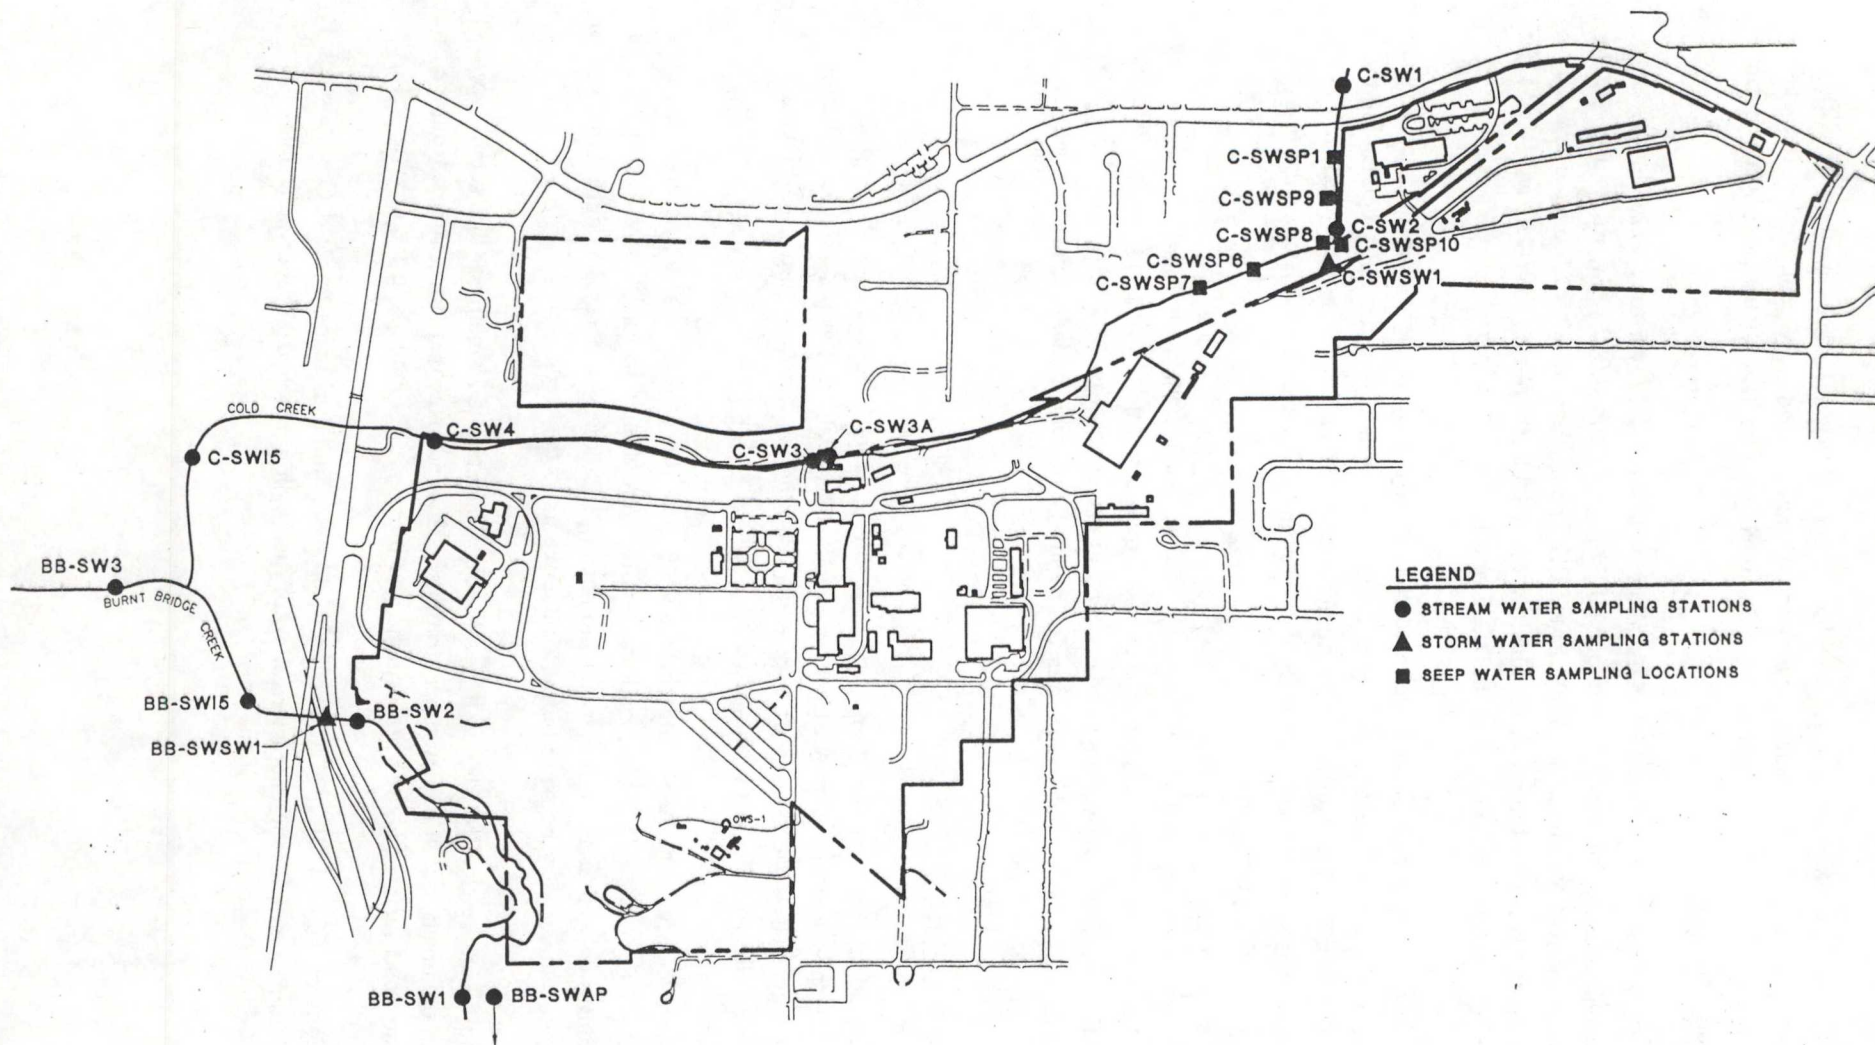 C-SW1
C-SWSP1
C-SWSP9
C-SW2
C-SWSP8
C-SWSP10
C-SWSP6
C-SWSW1
C-SWSP7
COLD CREEK
C-SW4
C-SW3A
C-SW3
C-SWI5
BB-SW3
BURNT BRIDGE
CREEK
LEGEND
STREAM WATER SAMPLING STATIONS
STORM WATER SAMPLING STATIONS
SEEP WATER SAMPLING LOCATIONS
BB-SWI5
BB-SW2
BB-SWSW1
OWS-1
BB-SW1
BB-SWAP